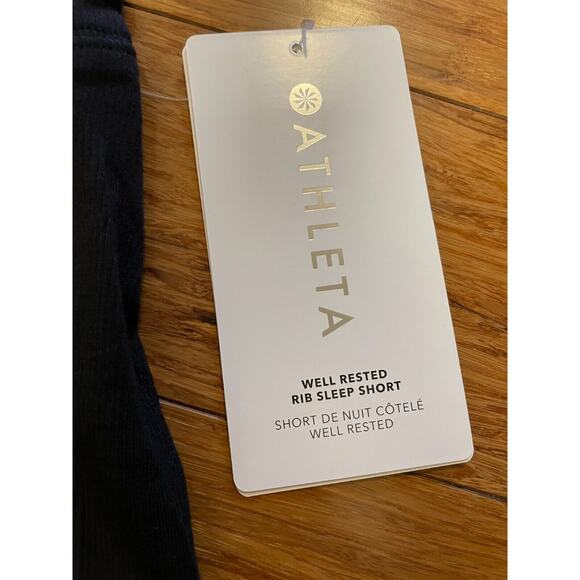 ATHLETA
WELL RESTED
RIB SLEEP SHORT
SHORT DE NUIT CÔTELÉ
WELL RESTED